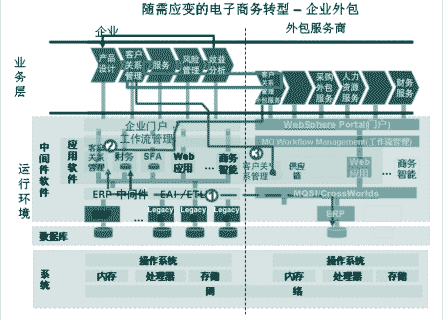 随需应变的电子商务转型 – 企业外包
企业
外包服务商
业务层
产品设计
客户关系管理
服务
风险管理
效益分析
客户关系管理
采购外包服务
人力资源服务
财务服务
运行环境
中间件软件
应用软件
企业门户
工作流管理
WebSphere Portal(门户)
MQ Workflow Management(工作流管理)
客户关系管理
财务
SFA
Web应用
...
商务智能
客户关系管理
供应链
Web应用
...
商务智能
ERP 中间件
EAI /ETL
MQSI/CrossWorlds
...
Legacy
Legacy
Legacy
ERP
数据库
系统
操作系统
操作系统
内存
处理器
存储
内存
处理器
存储
网
络
①
②
③